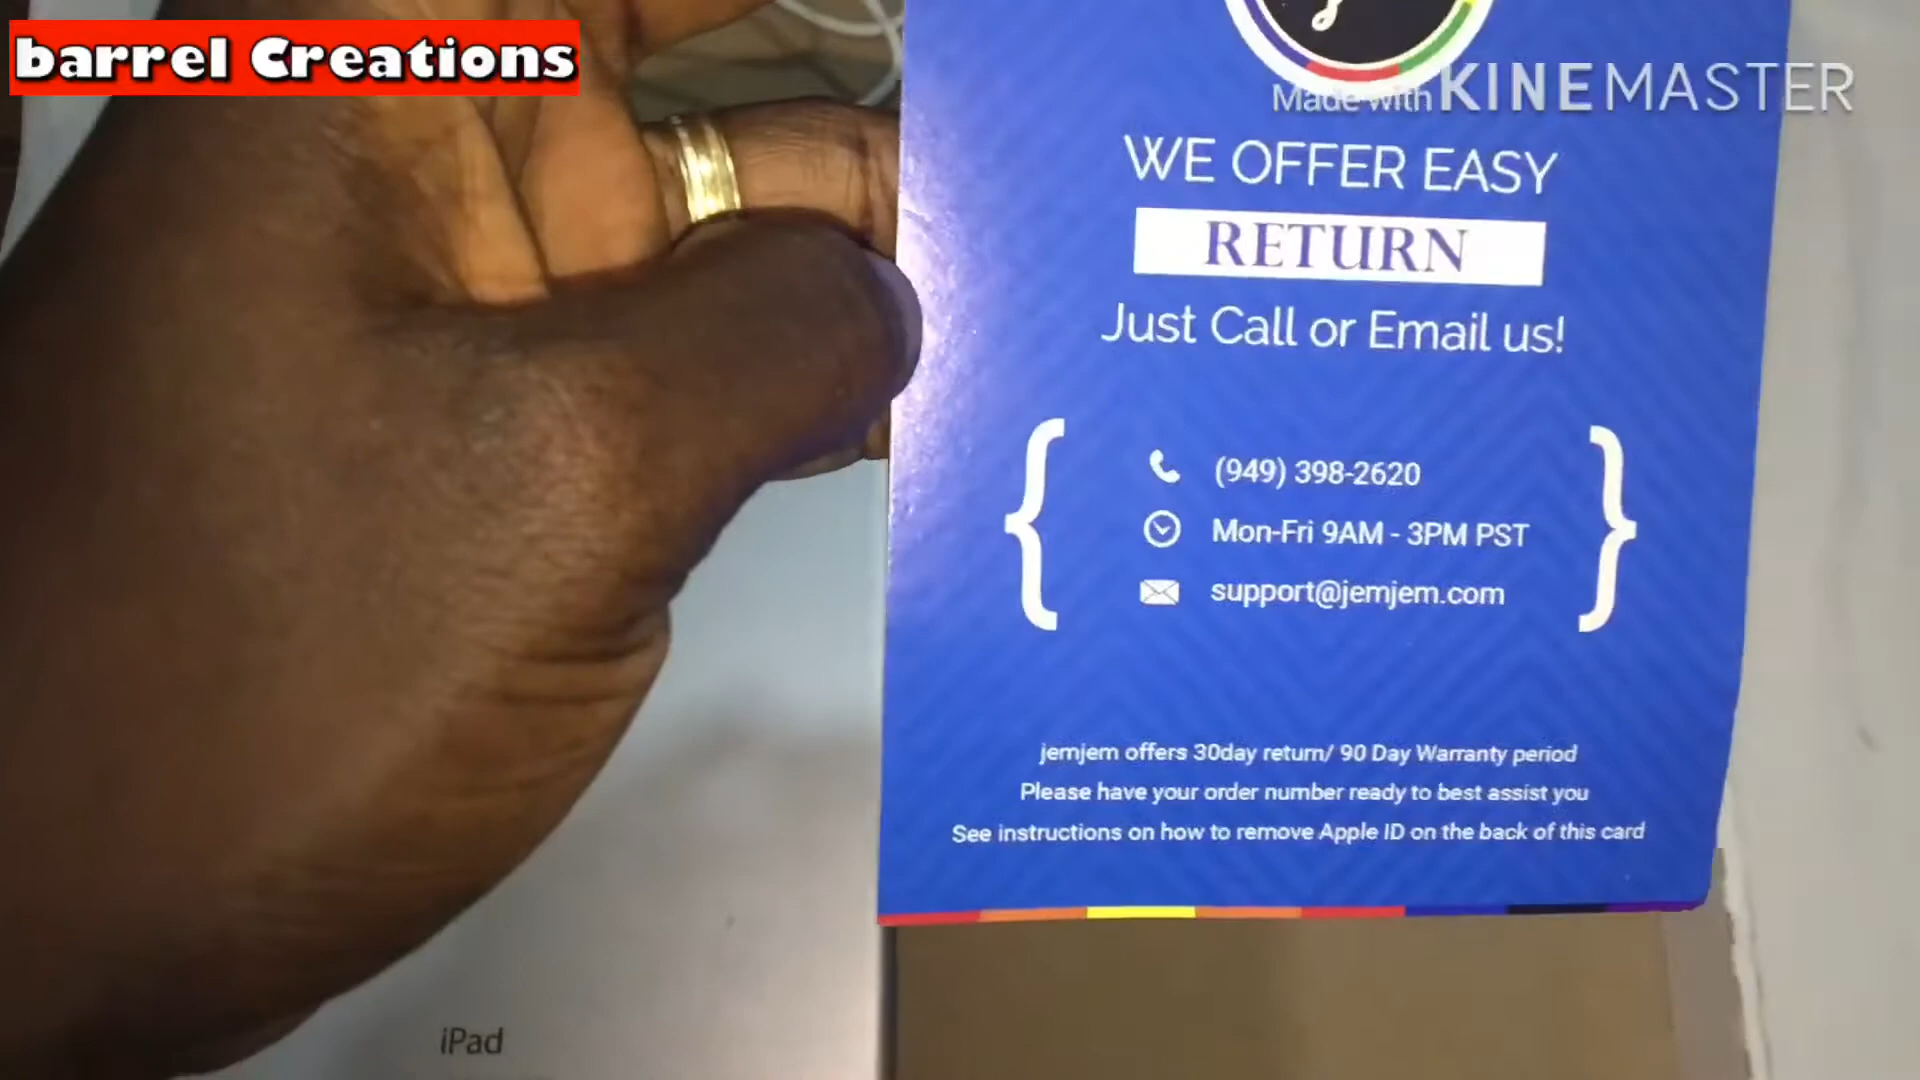 barrel Creations
Made with KINEMASTER
WE OFFER EASY
RETURN
Just Call or Email us!
(949) 398-2620
Mon-Fri 9AM - 3PM PST
support@jemjem.com
jemjem offers 30day return/ 90 Day Warranty period
Please have your order number ready to best assist you
See instructions on how to remove Apple ID on the back of this card
iPad